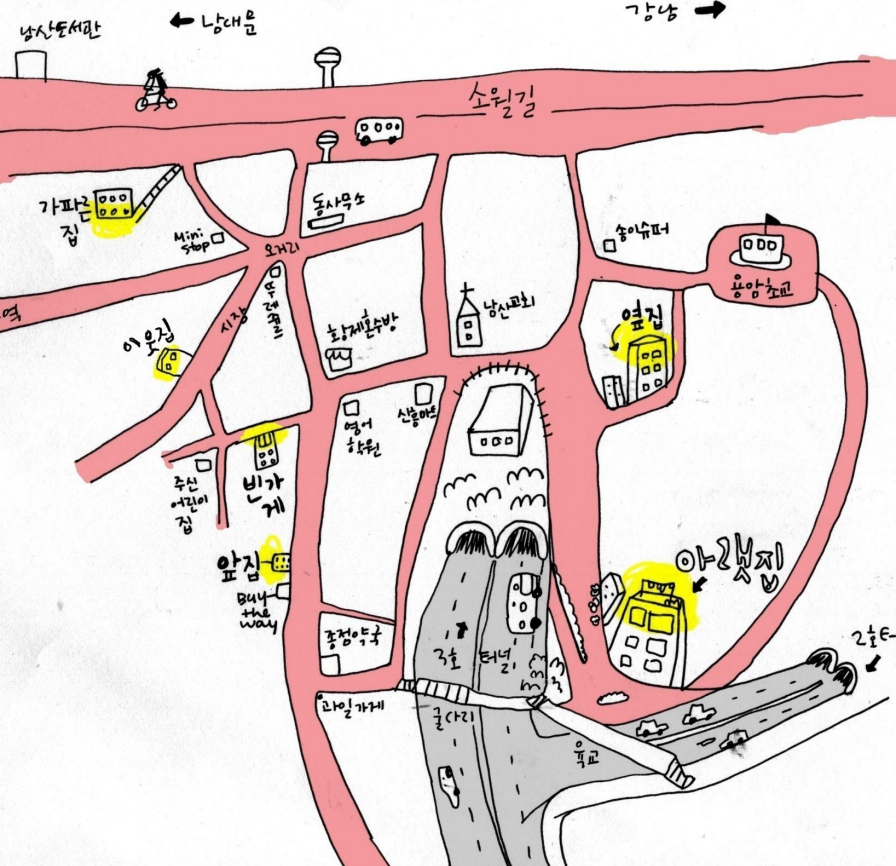 남산도서관
← 남대문
강남 →
소월길
가파른
집
Mini
stop
동사무소
오거리
송이슈퍼
용암초교
역
시장
뚜레쥬르
이웃집
황제온수방
남산교회
옆집
영어
학원
신흥마트
주신
어린이
집
빈가
게
앞집
Buy
the
way
아랫집
종점약국
3호 터널
2호터
과일가게
굴다리
육교